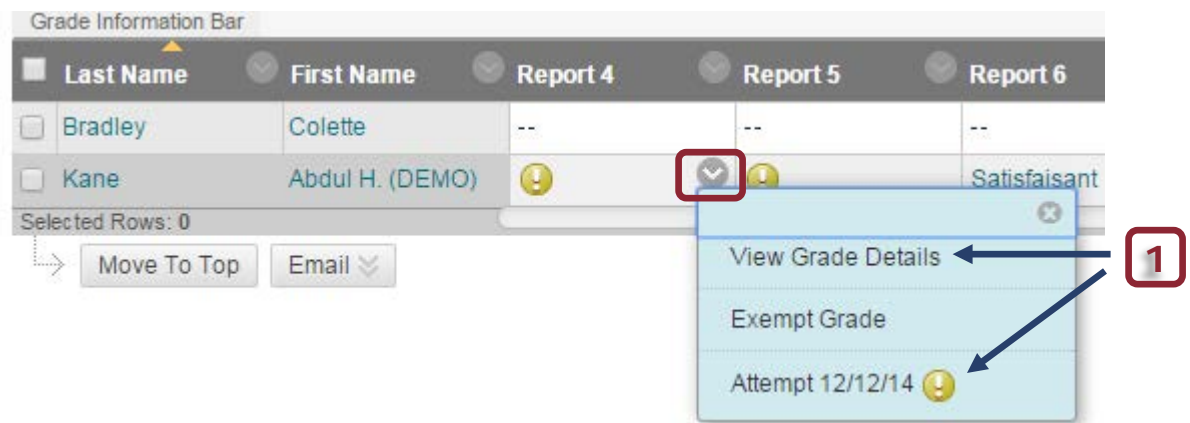 Grade Information Bar
Last Name First Name Report 4 Report 5 Report 6
Bradley Colette -- -- --
Kane Abdul H. (DEMO) Satisfaisant
Selected Rows: 0
Move To Top Email
View Grade Details
1
Exempt Grade
Attempt 12/12/14